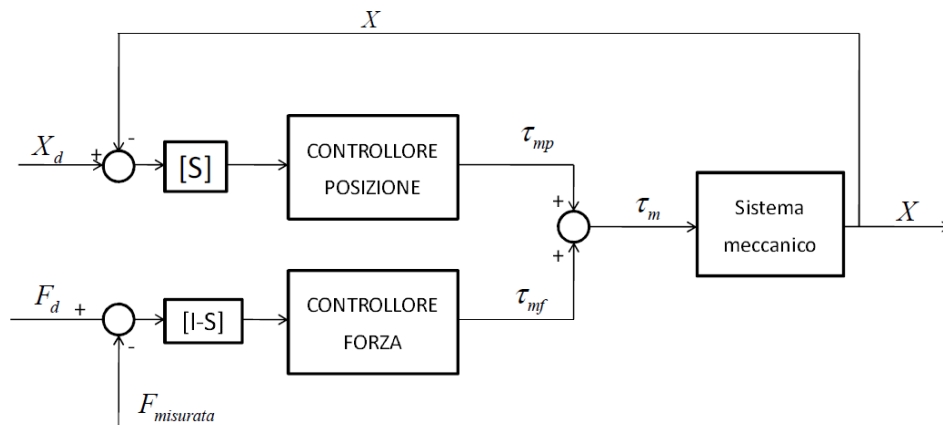 X
X_d
+
-
[S]
CONTROLLORE
POSIZIONE
τ_mp
+
+
τ_m
Sistema
meccanico
X
F_d
+
-
[I-S]
CONTROLLORE
FORZA
τ_mf
F_misurata